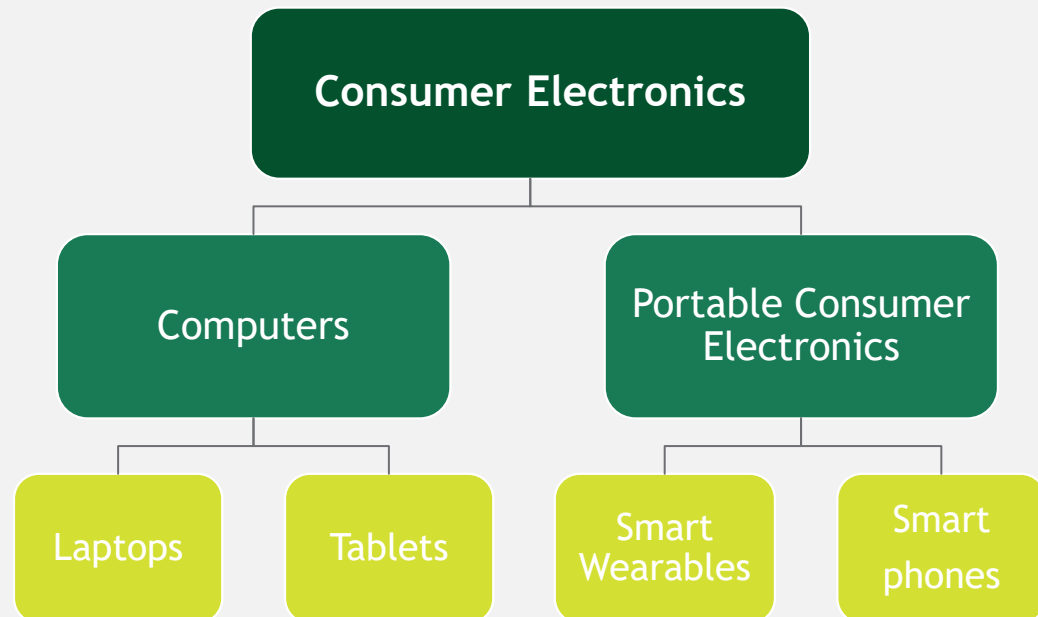 Consumer Electronics
Computers
Portable Consumer
Electronics
Laptops
Tablets
Smart
Wearables
Smart
phones